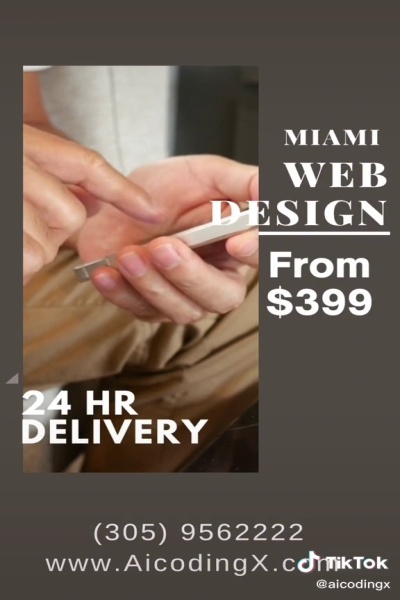 MIAMI
WEB
DESIGN
From
$399
24 HR
DELIVERY
(305) 9562222
www.AicodingX.com
TikTok
@aicodingx